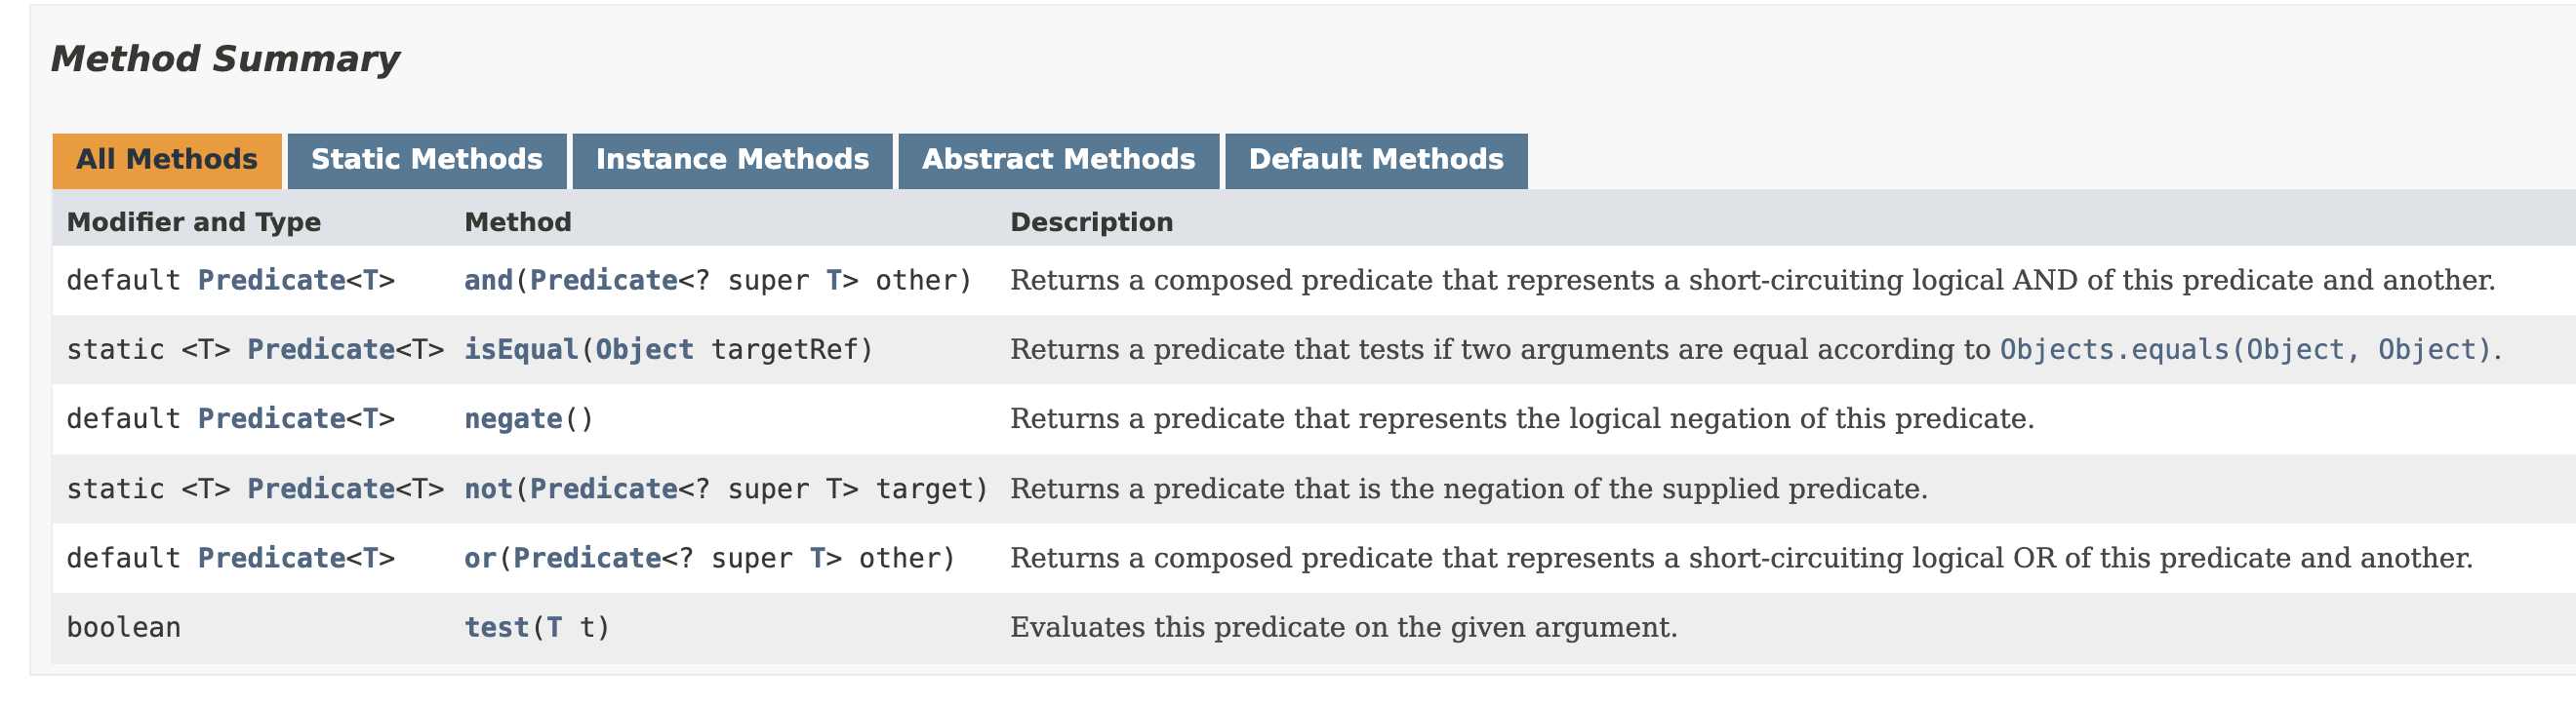 Method Summary
All Methods Static Methods Instance Methods Abstract Methods Default Methods
Modifier and Type Method Description
default Predicate<T> and(Predicate<? super T> other) Returns a composed predicate that represents a short-circuiting logical AND of this predicate and another.
static <T> Predicate<T> isEqual(Object targetRef) Returns a predicate that tests if two arguments are equal according to Objects.equals(Object, Object).
default Predicate<T> negate() Returns a predicate that represents the logical negation of this predicate.
static <T> Predicate<T> not(Predicate<? super T> target) Returns a predicate that is the negation of the supplied predicate.
default Predicate<T> or(Predicate<? super T> other) Returns a composed predicate that represents a short-circuiting logical OR of this predicate and another.
boolean test(T t) Evaluates this predicate on the given argument.